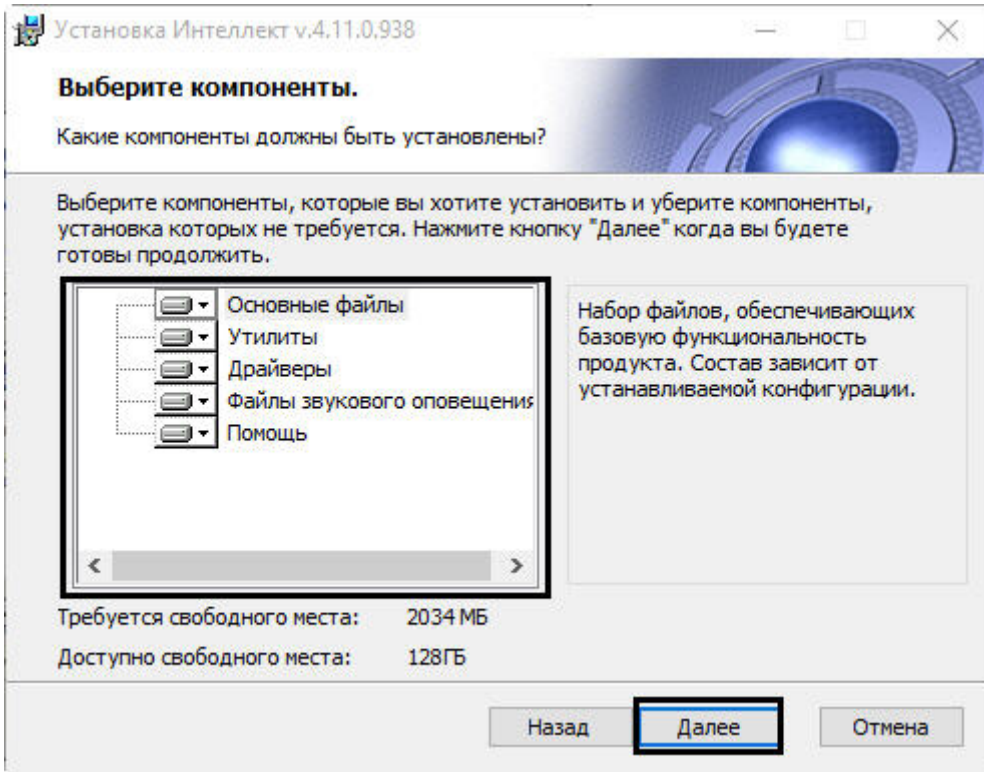 Установка Интеллект v.4.11.0.938
Выберите компоненты.
Какие компоненты должны быть установлены?
Выберите компоненты, которые вы хотите установить и уберите компоненты,
установка которых не требуется. Нажмите кнопку "Далее" когда вы будете
готовы продолжить.
Основные файлы
Утилиты
Драйверы
Файлы звукового оповещения
Помощь
Набор файлов, обеспечивающих
базовую функциональность
продукта. Состав зависит от
устанавливаемой конфигурации.
Требуется свободного места: 2034 МБ
Доступно свободного места: 128ГБ
Назад Далее Отмена